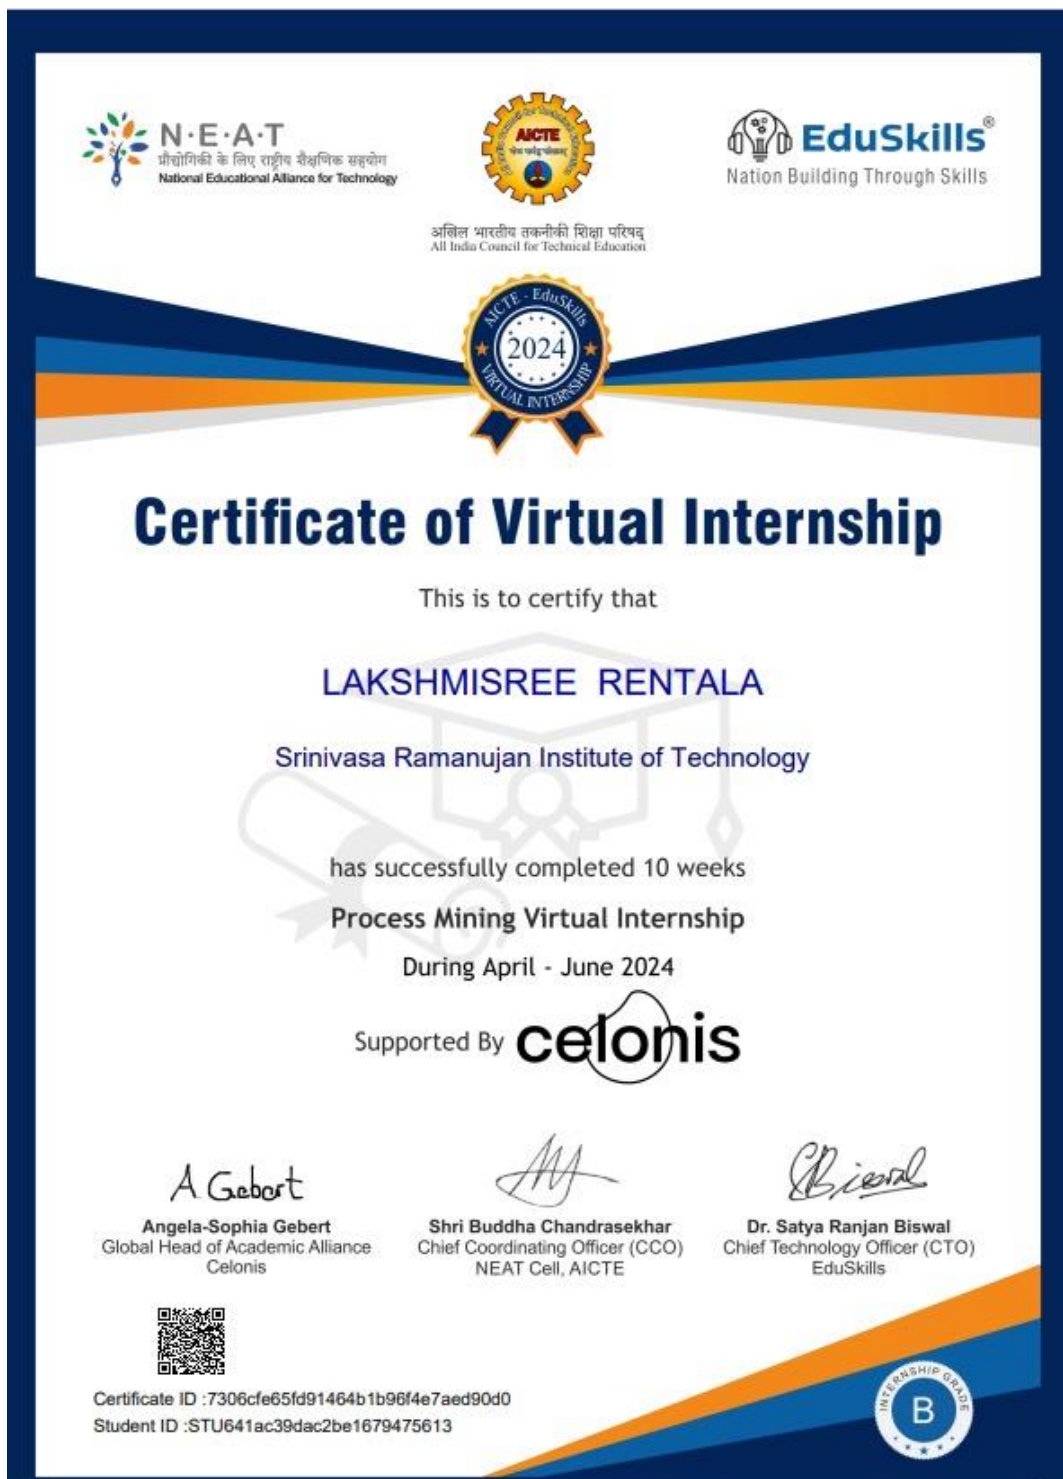 N·E·A·T
प्रौद्योगिकी के लिए राष्ट्रीय शैक्षणिक सहयोग
National Educational Alliance for Technology
AICTE
अखिल भारतीय तकनीकी शिक्षा परिषद्
All India Council for Technical Education
EduSkills®
Nation Building Through Skills
AICTE - EduSkills
2024
VIRTUAL INTERNSHIP
Certificate of Virtual Internship
This is to certify that
LAKSHMISREE RENTALA
Srinivasa Ramanujan Institute of Technology
has successfully completed 10 weeks
Process Mining Virtual Internship
During April - June 2024
Supported By celonis
A Gebert
Angela-Sophia Gebert
Global Head of Academic Alliance
Celonis
Shri Buddha Chandrasekhar
Chief Coordinating Officer (CCO)
NEAT Cell, AICTE
Biswal
Dr. Satya Ranjan Biswal
Chief Technology Officer (CTO)
EduSkills
Certificate ID :7306cfe65fd91464b1b96f4e7aed90d0
Student ID :STU641ac39dac2be1679475613
INTERNSHIP GRADE
B